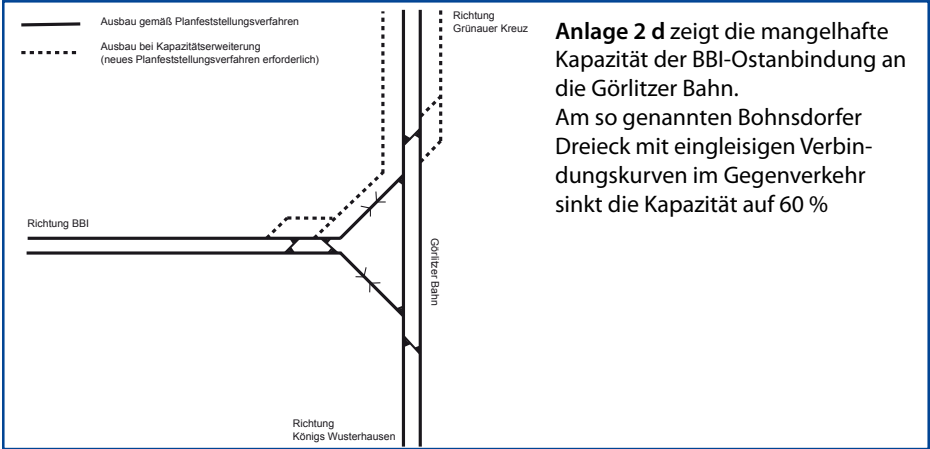 Ausbau gemäß Planfeststellungsverfahren
Ausbau bei Kapazitätserweiterung
(neues Planfeststellungsverfahren erforderlich)
Richtung
Grünauer Kreuz
Richtung BBI
Görlitzer Bahn
Richtung
Königs Wusterhausen
Anlage 2 d zeigt die mangelhafte
Kapazität der BBI-Ostanbindung an
die Görlitzer Bahn.
Am so genannten Bohnsdorfer
Dreieck mit eingleisigen Verbin-
dungskurven im Gegenverkehr
sinkt die Kapazität auf 60 %